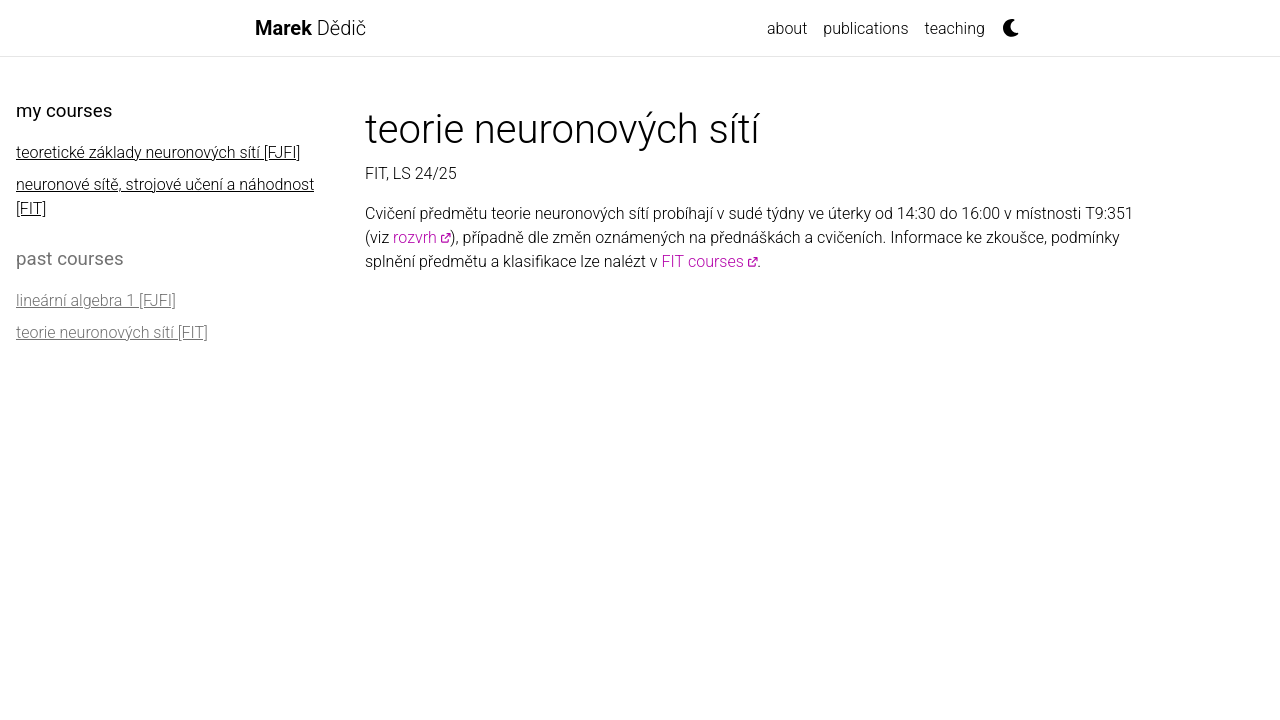 Marek Dědič
about publications teaching
my courses
teoretické základy neuronových sítí [FJFI]
neuronové sítě, strojové učení a náhodnost
[FIT]
past courses
lineární algebra 1 [FJFI]
teorie neuronových sítí [FIT]
teorie neuronových sítí
FIT, LS 24/25
Cvičení předmětu teorie neuronových sítí probíhají v sudé týdny ve úterky od 14:30 do 16:00 v místnosti T9:351
(viz rozvrh), případně dle změn oznámených na přednáškách a cvičeních. Informace ke zkoušce, podmínky
splnění předmětu a klasifikace lze nalézt v FIT courses.